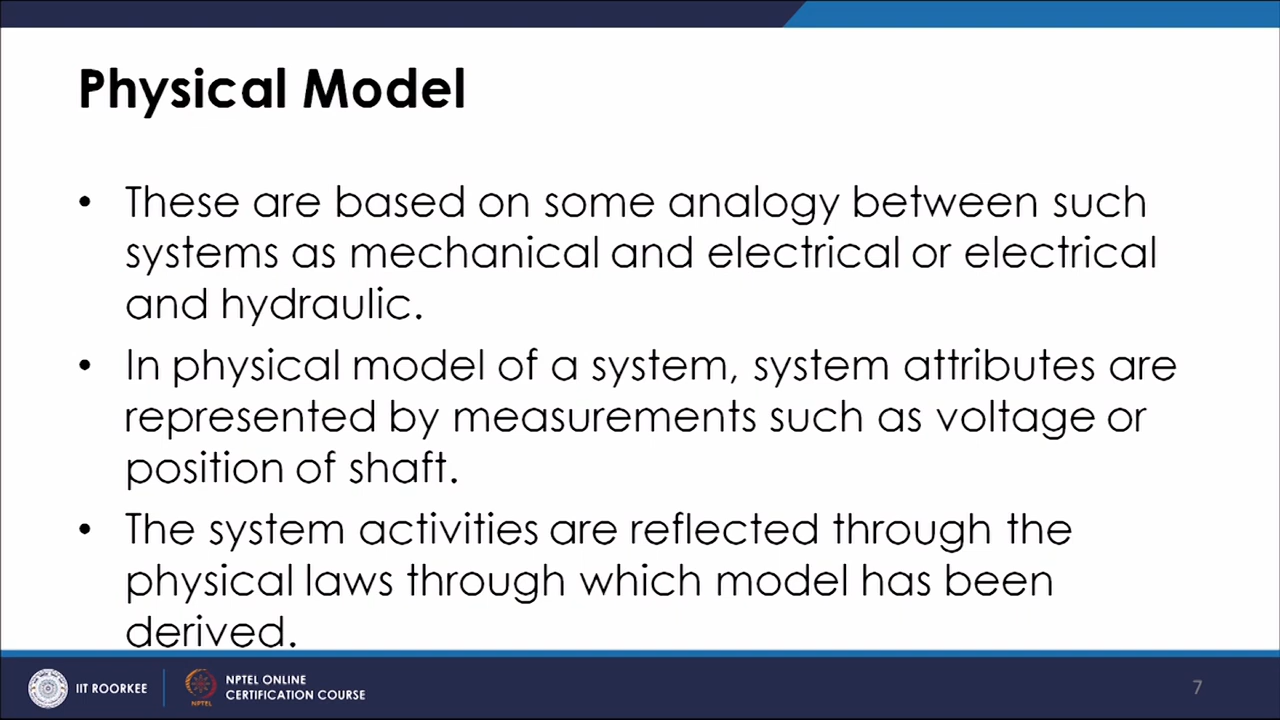 Physical Model
• These are based on some analogy between such
systems as mechanical and electrical or electrical
and hydraulic.
• In physical model of a system, system attributes are
represented by measurements such as voltage or
position of shaft.
• The system activities are reflected through the
physical laws through which model has been
derived.
IIT ROORKEE
NPTEL
NPTEL ONLINE
CERTIFICATION COURSE
7